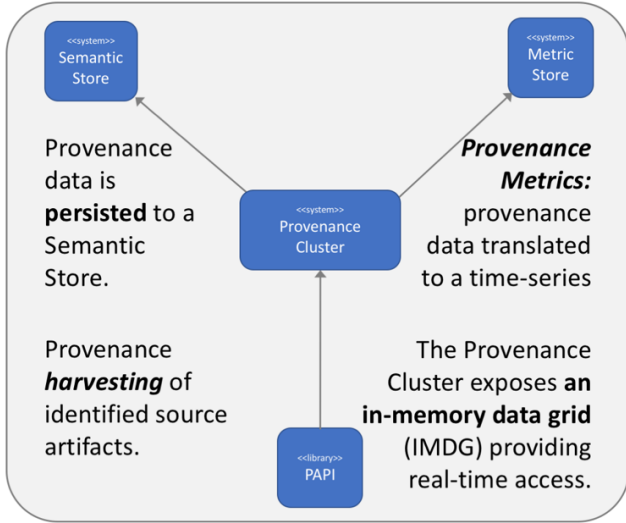 <<system>>
Semantic
Store
<<system>>
Metric
Store
Provenance
data is
persisted to a
Semantic
Store.
<<system>>
Provenance
Cluster
Provenance
Metrics:
provenance
data translated
to a time-series
Provenance
harvesting of
identified source
artifacts.
<<library>>
PAPI
The Provenance
Cluster exposes an
in-memory data grid
(IMDG) providing
real-time access.